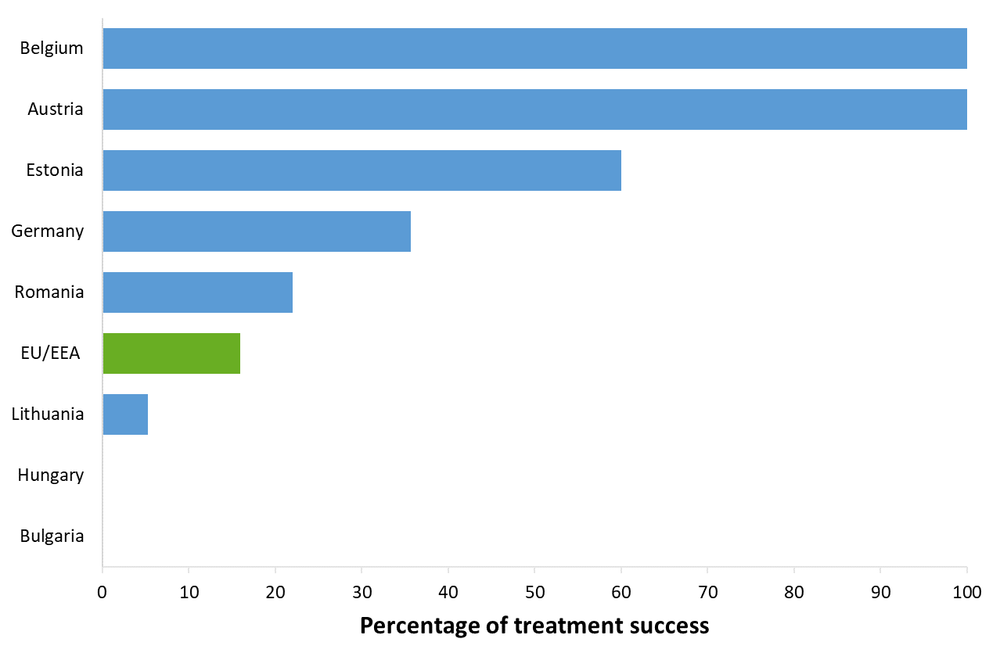 Belgium
Austria
Estonia
Germany
Romania
EU/EEA
Lithuania
Hungary
Bulgaria
0 10 20 30 40 50 60 70 80 90 100
Percentage of treatment success